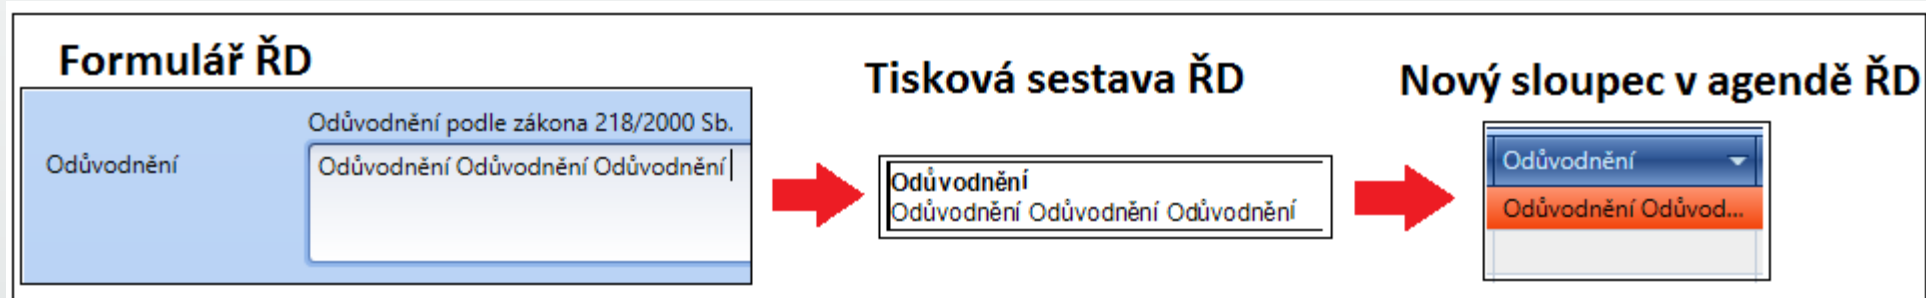 Formulář ŘD
Odůvodnění podle zákona 218/2000 Sb.
Odůvodnění
Odůvodnění Odůvodnění Odůvodnění
Tisková sestava ŘD
Odůvodnění
Odůvodnění Odůvodnění Odůvodnění
Nový sloupec v agendě ŘD
Odůvodnění
Odůvodnění Odůvod...